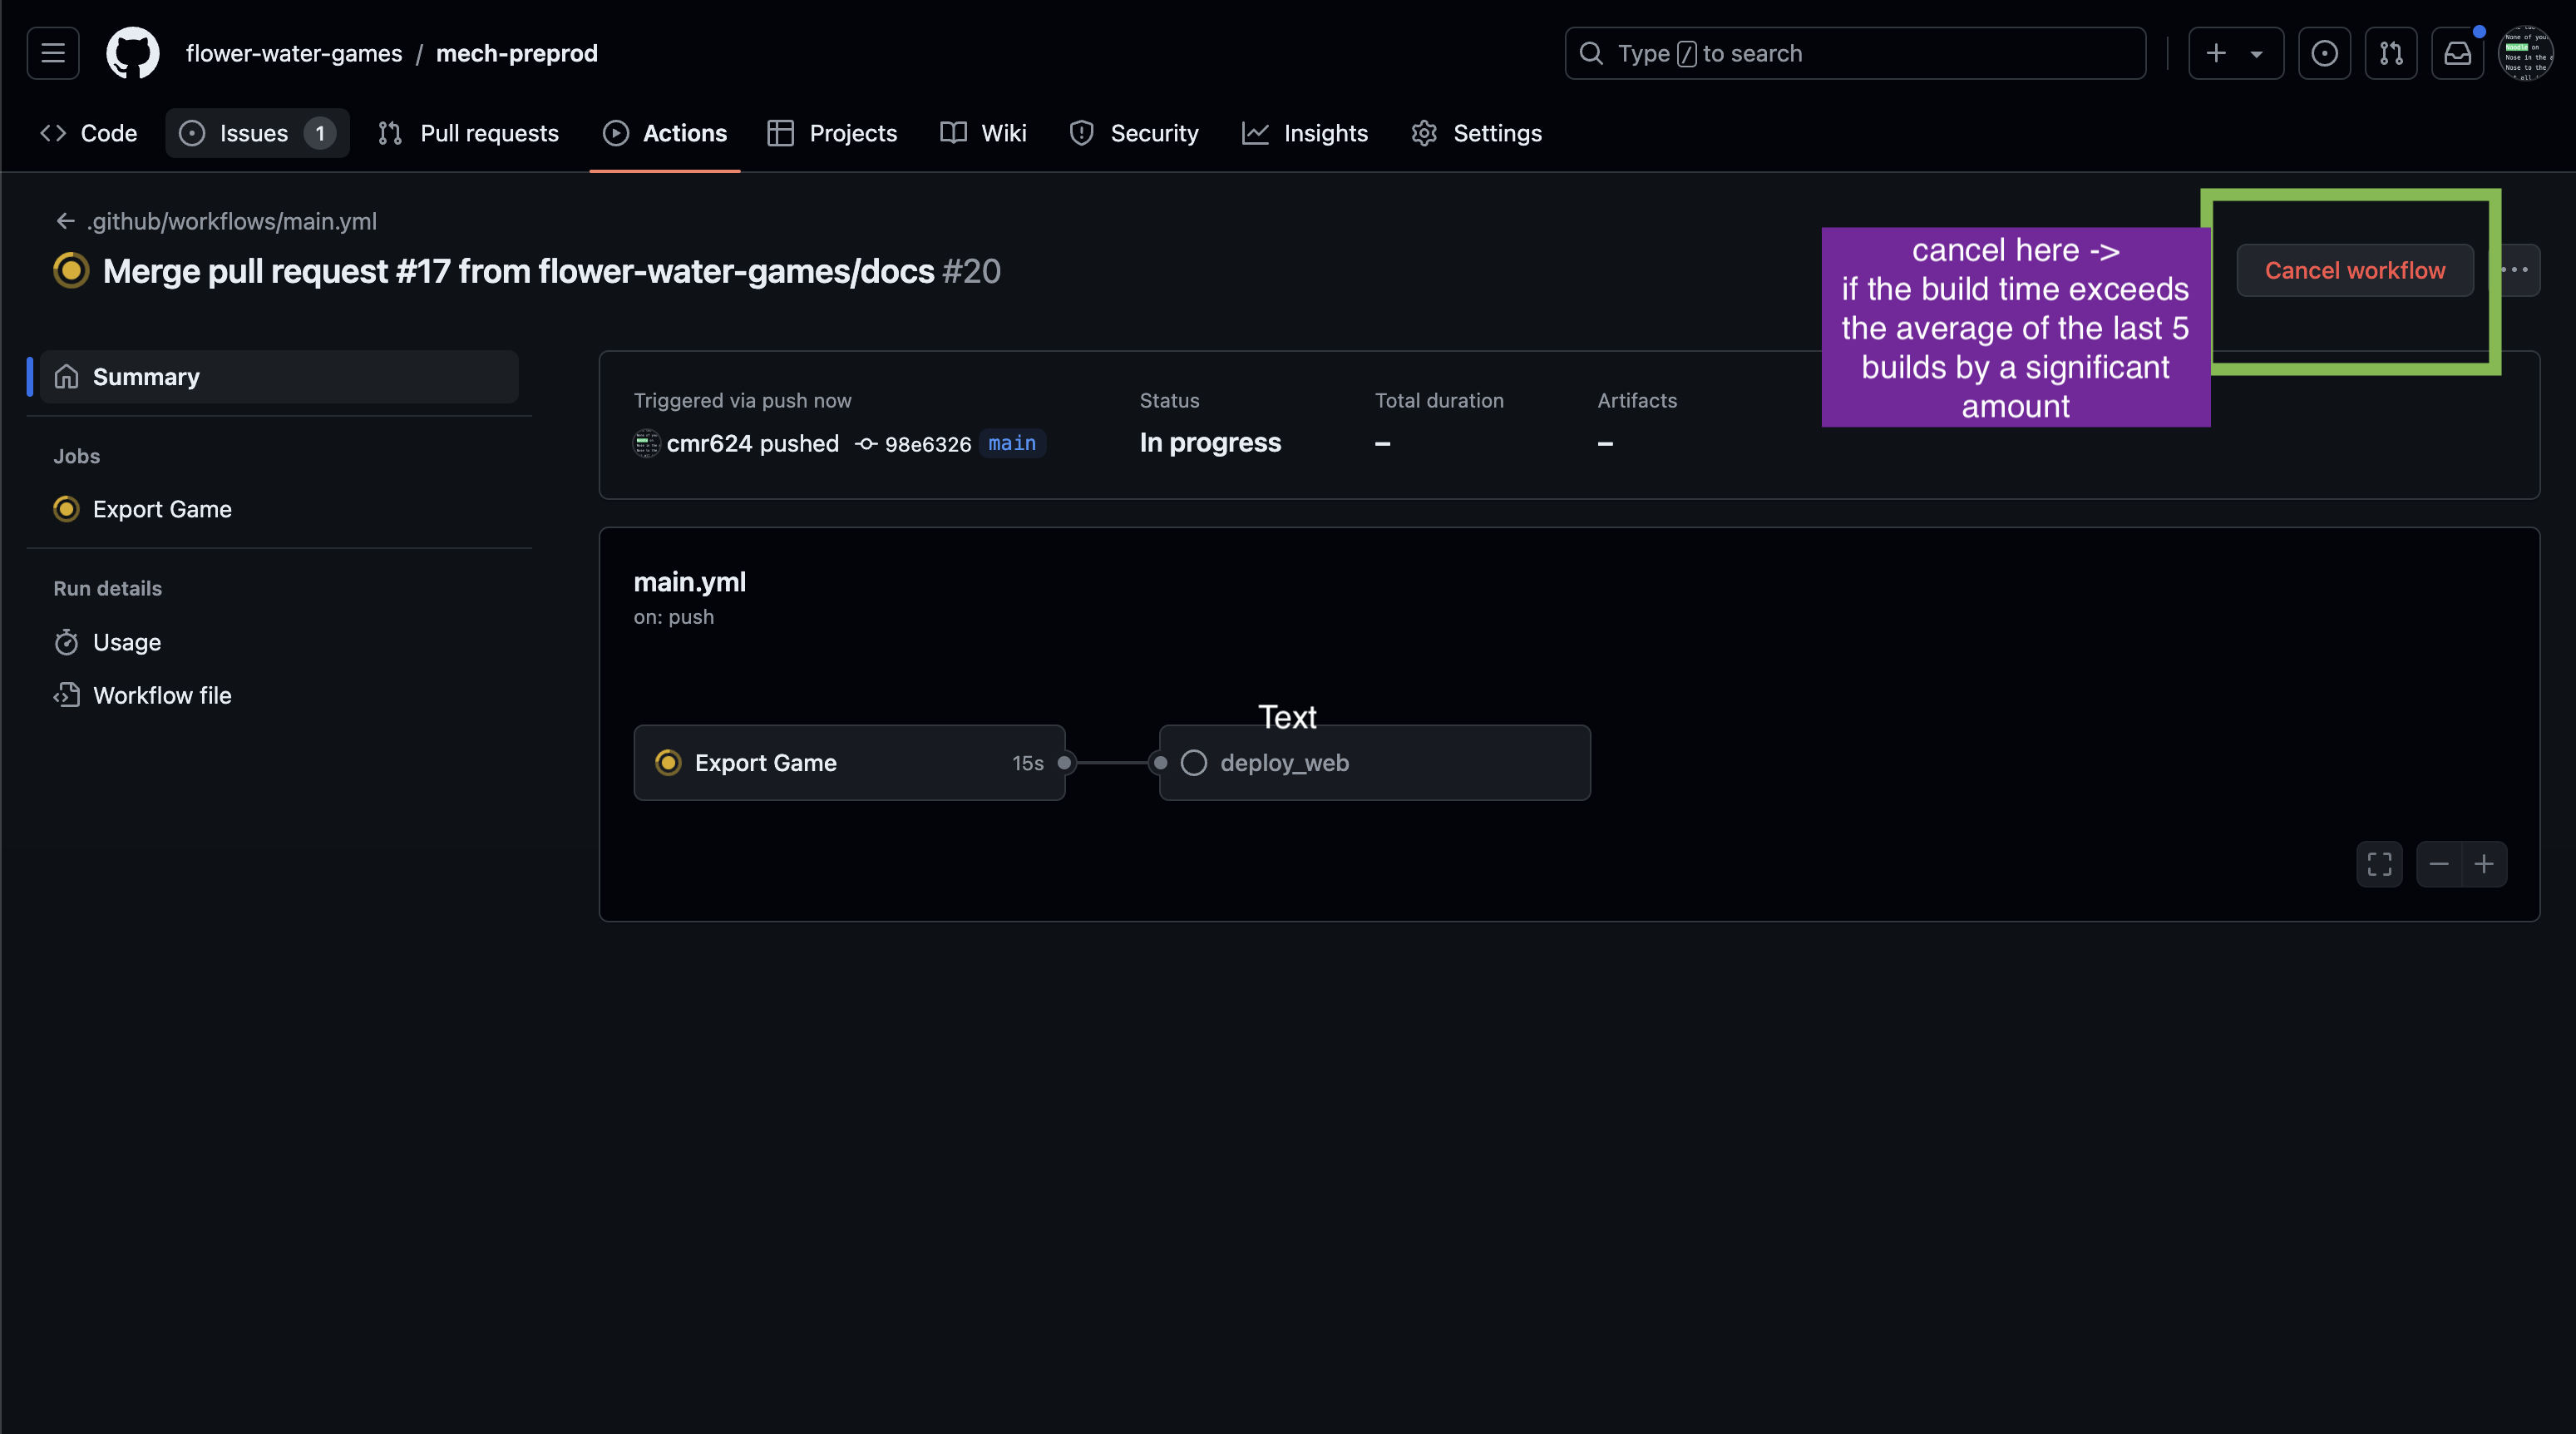 flower-water-games / mech-preprod
Type / to search
Code
Issues 1
Pull requests
Actions
Projects
Wiki
Security
Insights
Settings
.github/workflows/main.yml
Merge pull request #17 from flower-water-games/docs #20
cancel here ->
if the build time exceeds
the average of the last 5
builds by a significant
amount
Cancel workflow
Summary
Jobs
Export Game
Run details
Usage
Workflow file
Triggered via push now
cmr624 pushed 98e6326 main
Status
In progress
Total duration
–
Artifacts
–
main.yml
on: push
Text
Export Game 15s
deploy_web